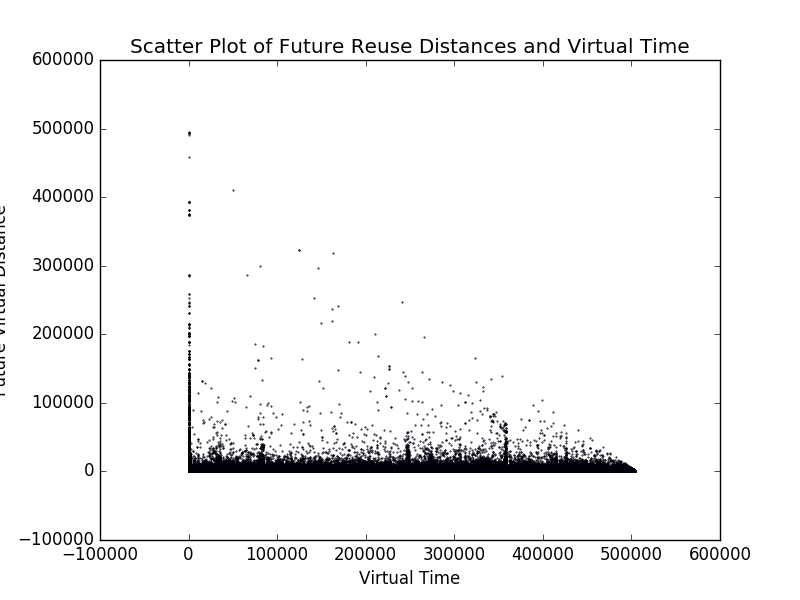 Scatter Plot of Future Reuse Distances and Virtual Time
600000
500000
400000
300000
200000
100000
0
−100000
Future Virtual Distance
−100000 0 100000 200000 300000 400000 500000 600000
Virtual Time